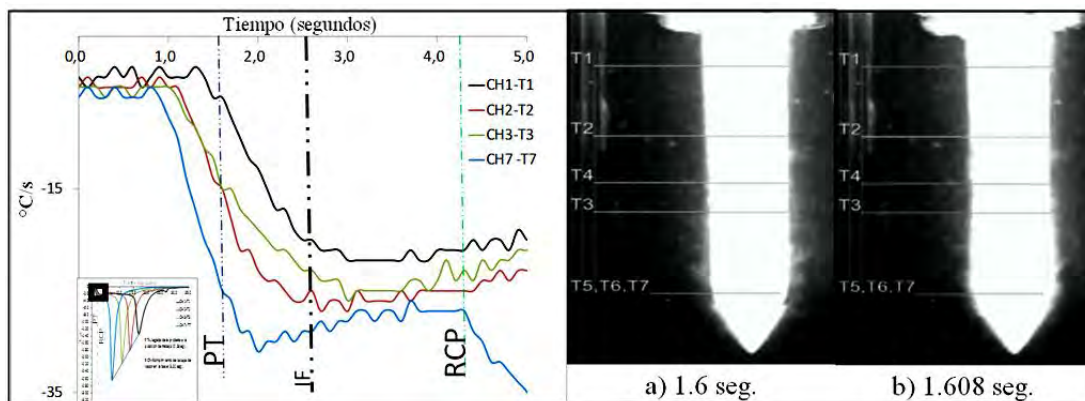 Tiempo (segundos)
0,0 1,0 2,0 3,0 4,0 5,0
CH1-T1
CH2-T2
CH3-T3
CH7-T7
°C/s
-15
-35
PT
RCP
PT
RCP
T1
T2
T4
T3
T5,T6,T7
a) 1.6 seg.
T1
T2
T4
T3
T5,T6,T7
b) 1.608 seg.